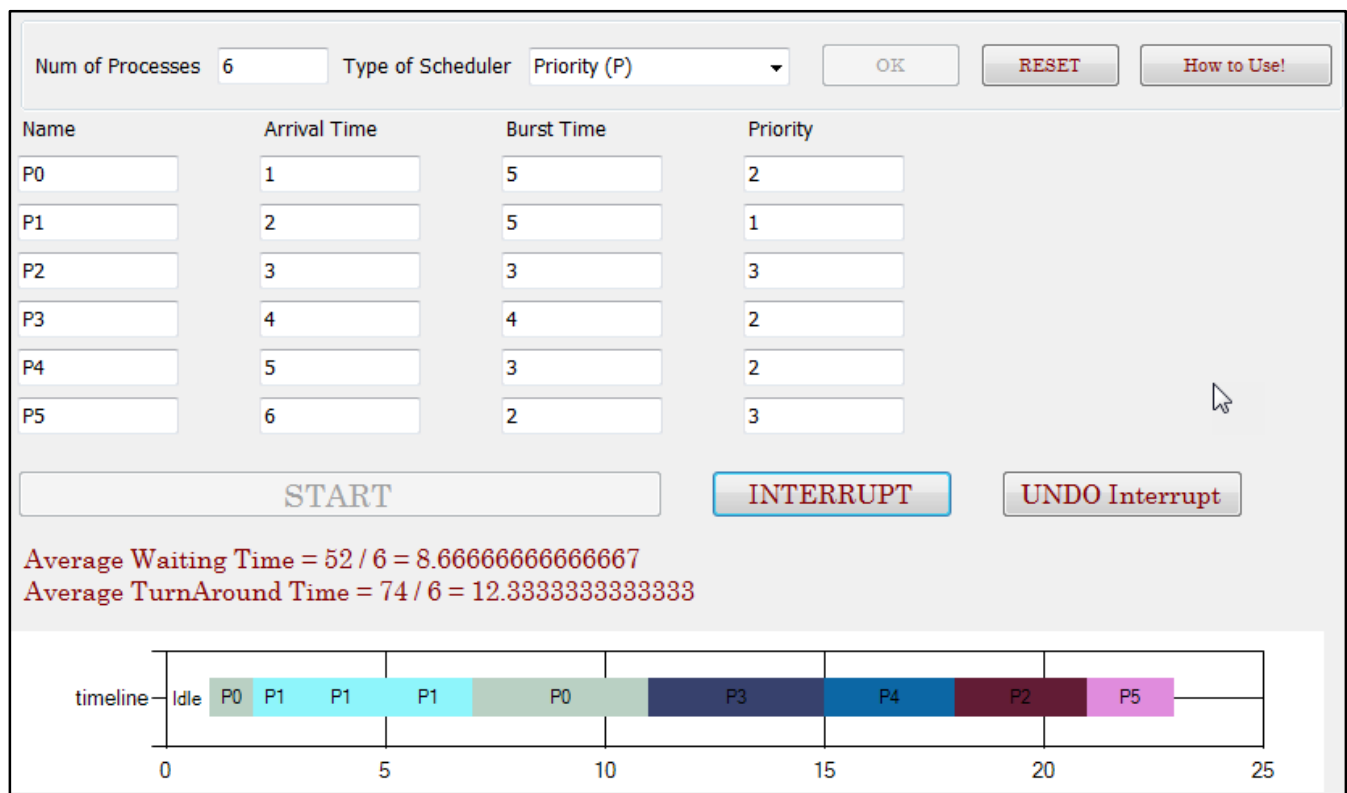 Num of Processes 6 Type of Scheduler Priority (P) OK RESET How to Use!
Name Arrival Time Burst Time Priority
P0 1 5 2
P1 2 5 1
P2 3 3 3
P3 4 4 2
P4 5 3 2
P5 6 2 3
START INTERRUPT UNDO Interrupt
Average Waiting Time = 52 / 6 = 8.66666666666667
Average TurnAround Time = 74 / 6 = 12.3333333333333
timeline Idle P0 P1 P1 P1 P0 P3 P4 P2 P5
0 5 10 15 20 25